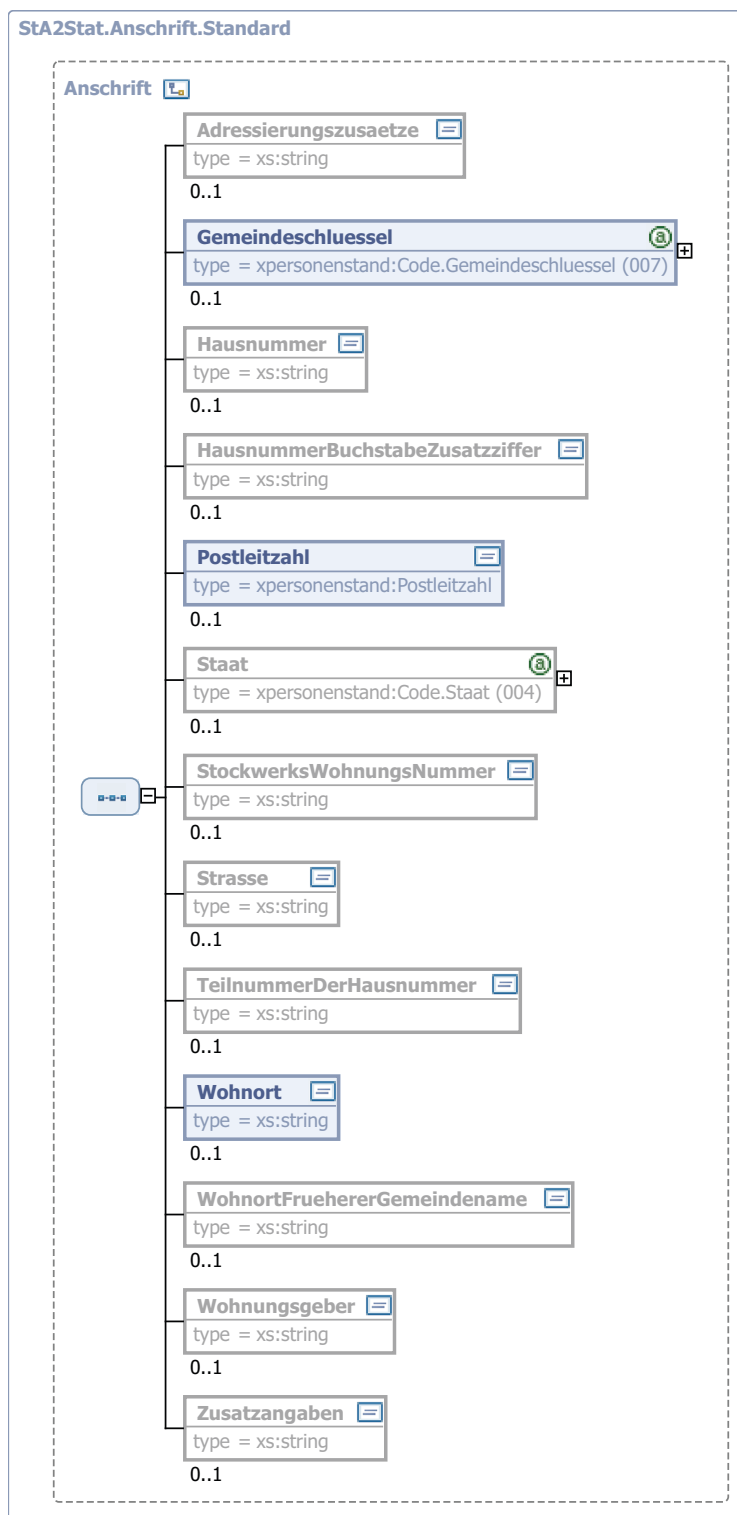 StA2Stat.Anschrift.Standard
Anschrift
Adressierungszusaetze
type = xs:string
0..1
Gemeindeschluessel
type = xpersonenstand:Code.Gemeindeschluessel (007)
0..1
Hausnummer
type = xs:string
0..1
HausnummerBuchstabeZusatzziffer
type = xs:string
0..1
Postleitzahl
type = xpersonenstand:Postleitzahl
0..1
Staat
type = xpersonenstand:Code.Staat (004)
0..1
StockwerksWohnungsNummer
type = xs:string
0..1
Strasse
type = xs:string
0..1
TeilnummerDerHausnummer
type = xs:string
0..1
Wohnort
type = xs:string
0..1
WohnortFruehererGemeindename
type = xs:string
0..1
Wohnungsgeber
type = xs:string
0..1
Zusatzangaben
type = xs:string
0..1